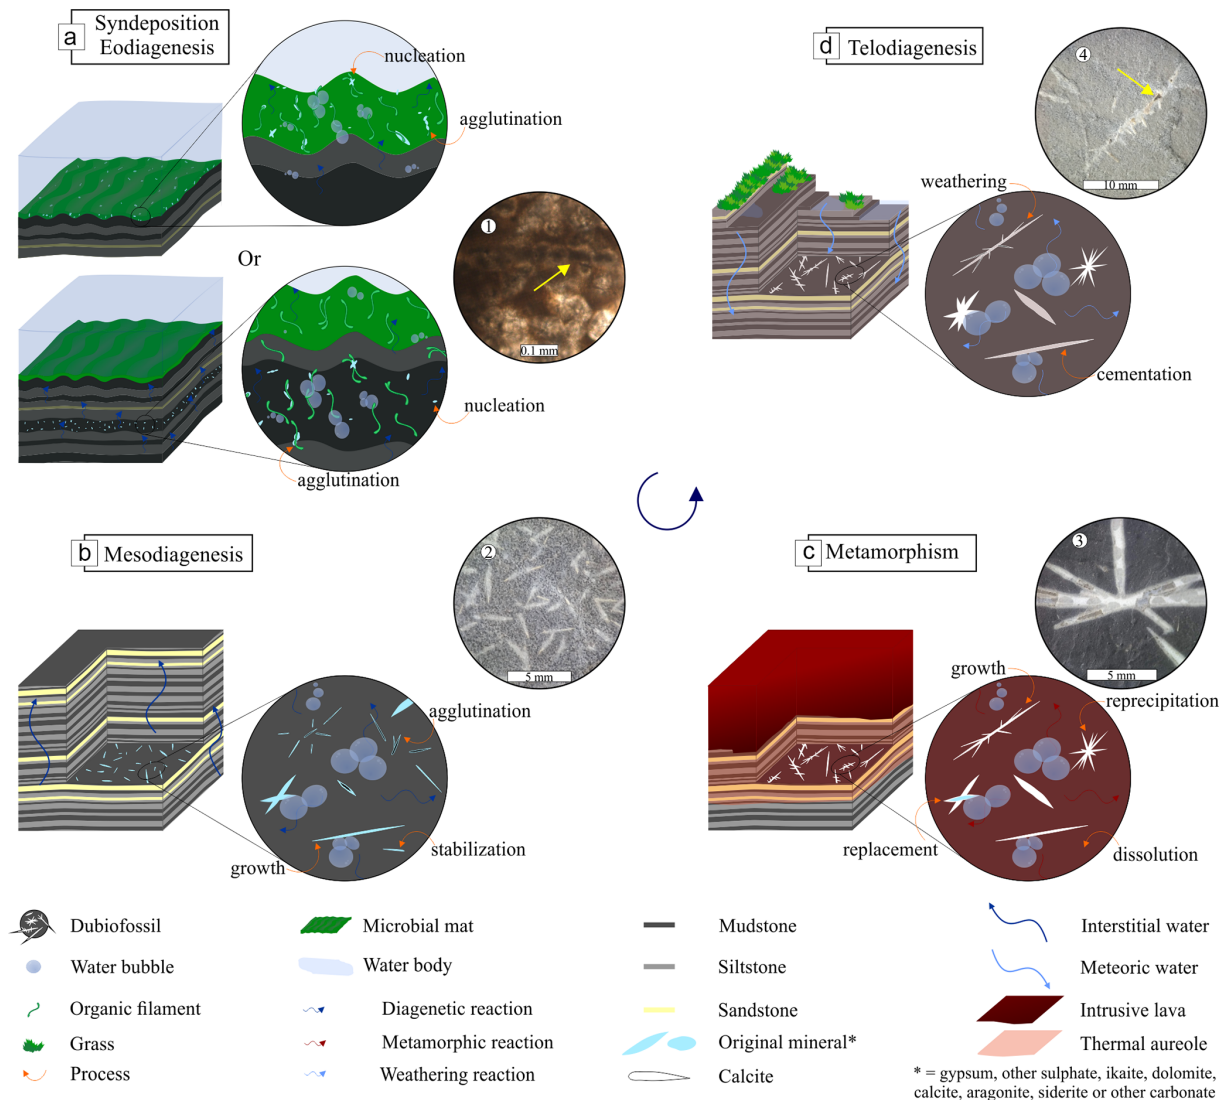 a
Syndeposition
Eodiagenesis
nucleation
agglutination
Or
1
0.1 mm
nucleation
agglutination
b
Mesodiagenesis
2
5 mm
agglutination
stabilization
growth
d
Telodiagenesis
4
10 mm
weathering
cementation
c
Metamorphism
3
5 mm
growth
reprecipitation
replacement
dissolution
Dubiofossil
Water bubble
Organic filament
Grass
Process
Microbial mat
Water body
Diagenetic reaction
Metamorphic reaction
Weathering reaction
Mudstone
Siltstone
Sandstone
Original mineral*
Calcite
Interstitial water
Meteoric water
Intrusive lava
Thermal aureole
* = gypsum, other sulphate, ikaite, dolomite,
calcite, aragonite, siderite or other carbonate